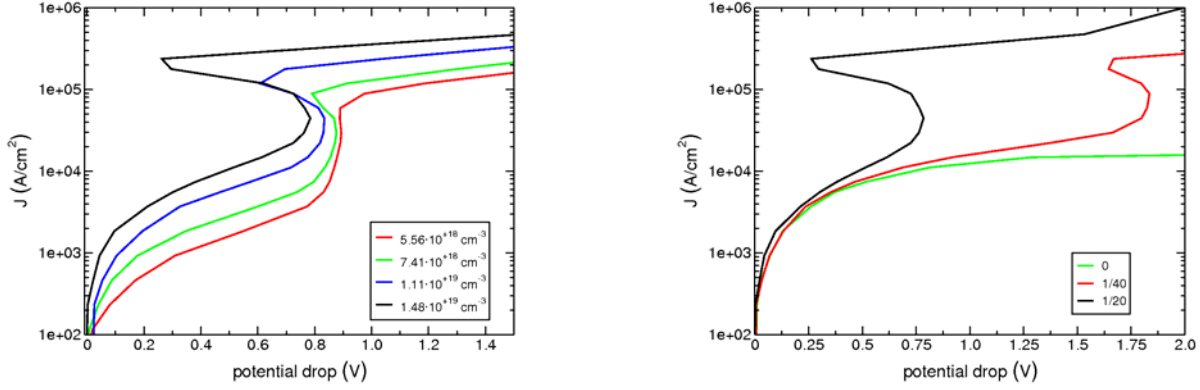 1e+06
1e+05
1e+04
1e+03
1e+02
J (A/cm²)
0 0.2 0.4 0.6 0.8 1.0 1.2 1.4
potential drop (V)
5.56·10⁺¹⁸ cm⁻³
7.41·10⁺¹⁸ cm⁻³
1.11·10⁺¹⁹ cm⁻³
1.48·10⁺¹⁹ cm⁻³
1e+06
1e+05
1e+04
1e+03
1e+02
J (A/cm²)
0 0.25 0.5 0.75 1.0 1.25 1.5 1.75 2.0
potential drop (V)
0
1/40
1/20